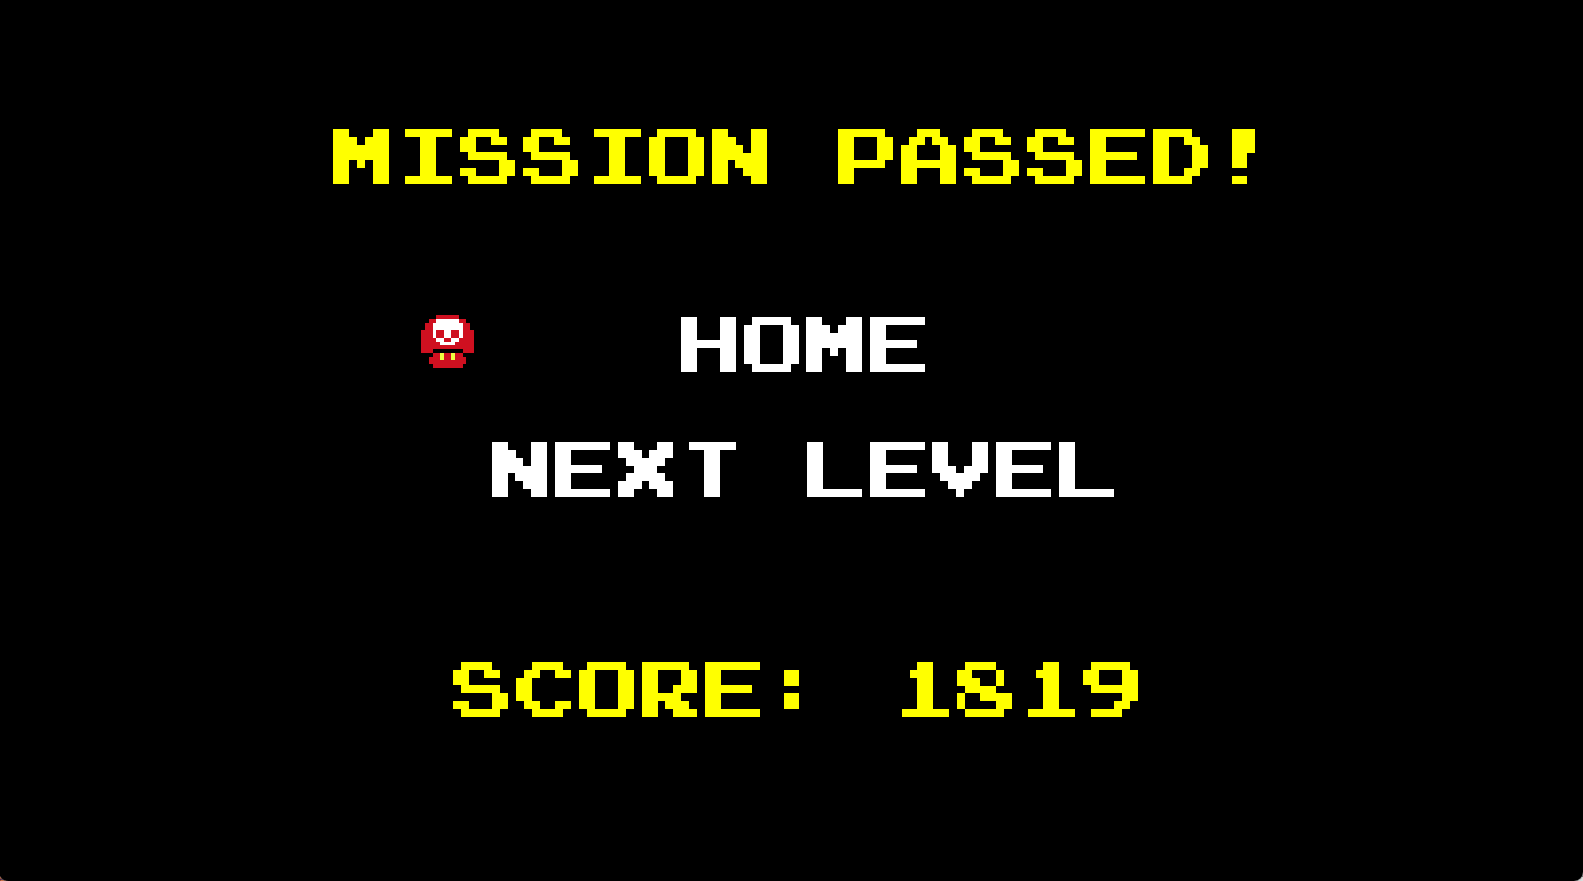 MISSION PASSED!
HOME
NEXT LEVEL
SCORE: 1819